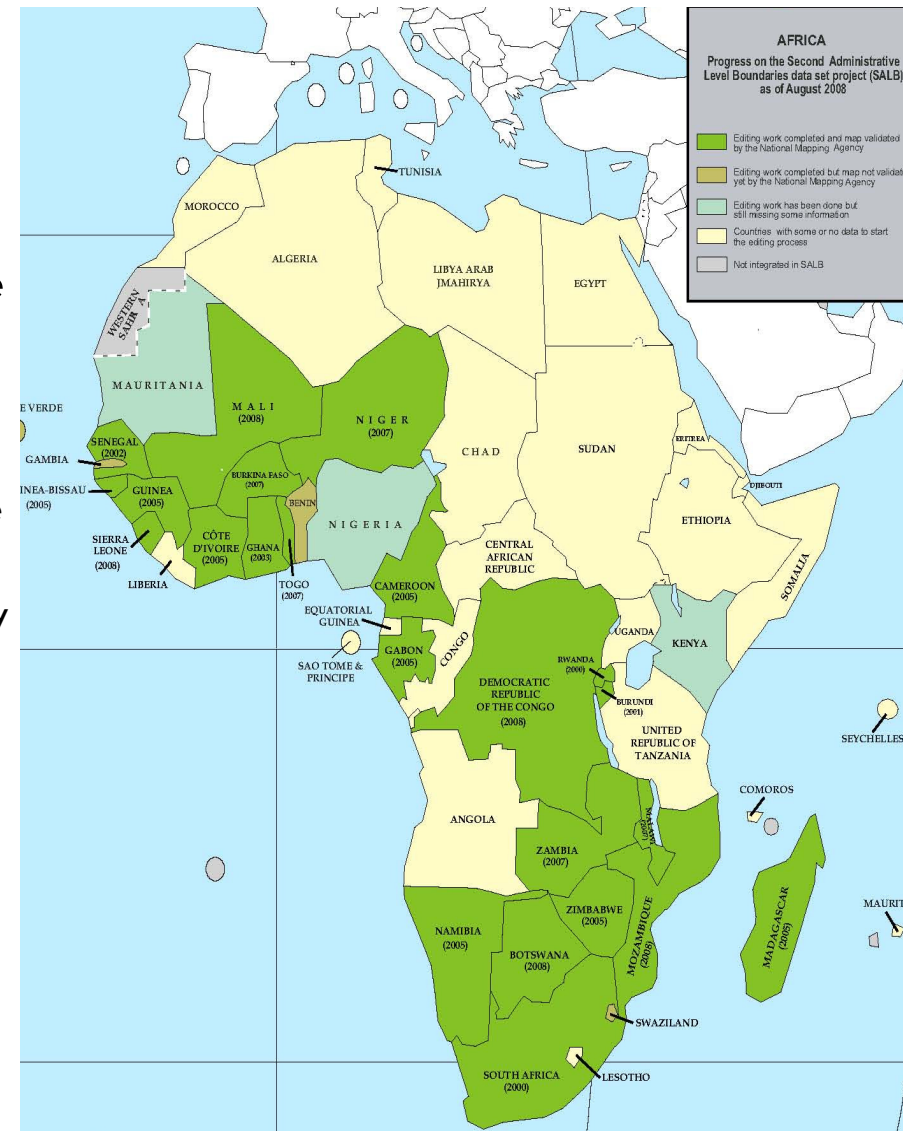 AFRICA
Progress on the Second Administrative
Level Boundaries data set project (SALB)
as of August 2008
Editing work completed and map validated
by the National Mapping Agency
Editing work completed but map not validat
yet by the National Mapping Agency
Editing work has been done but
still missing some information
Countries with some or no data to start
the editing process
Not integrated in SALB
e
e
y
TUNISIA
MOROCCO
ALGERIA
LIBYA ARAB
JMAHIRYA
EGYPT
WESTERN
SAHR A
MAURITANIA
MALI
(2008)
NIGER
(2007)
CHAD
SUDAN
ERITREA
DJIBOUTI
E VERDE
SENEGAL
(2002)
GAMBIA
INEA-BISSAU
(2005)
GUINEA
(2005)
BURKINA FASO
(2007)
BENIN
NIGERIA
ETHIOPIA
SOMALIA
SIERRA
LEONE
(2008)
LIBERIA
CÔTE
D'IVOIRE
(2005)
GHANA
(2003)
TOGO
(2007)
CENTRAL
AFRICAN
REPUBLIC
CAMEROON
(2005)
EQUATORIAL
GUINEA
SAO TOME &
PRINCIPE
GABON
(2005)
CONGO
UGANDA
KENYA
RWANDA
(2000)
BURUNDI
(2001)
DEMOCRATIC
REPUBLIC
OF THE CONGO
(2008)
UNITED
REPUBLIC OF
TANZANIA
SEYCHELLES
COMOROS
ANGOLA
ZAMBIA
(2007)
MALAWI
ZIMBABWE
(2005)
MOZAMBIQUE
(2008)
MADAGASCAR
(2005)
MAURIT
NAMIBIA
(2005)
BOTSWANA
(2008)
SWAZILAND
SOUTH AFRICA
(2000)
LESOTHO